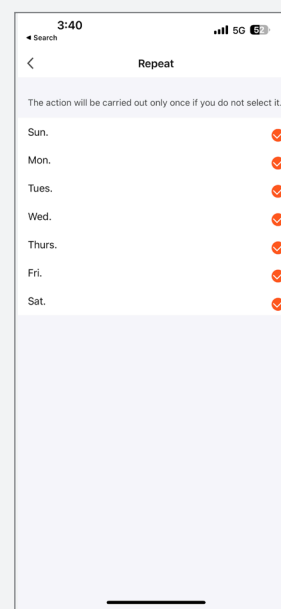 3:40
5G 52
◄ Search
Repeat
The action will be carried out only once if you do not select it.
Sun.
Mon.
Tues.
Wed.
Thurs.
Fri.
Sat.